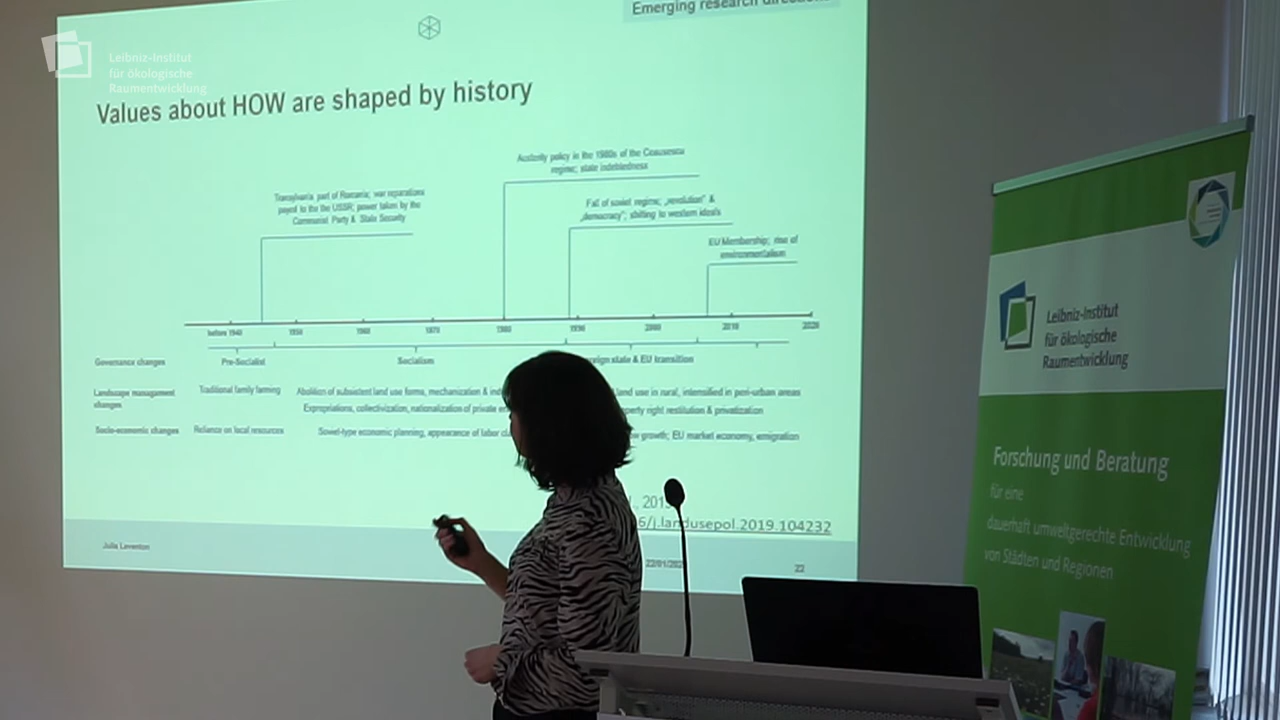 Leibniz-Institut
für ökologische
Raumentwicklung
Emerging research
Values about HOW are shaped by history
Austerity policy in the 1980s of the Ceausescu
regime; state indebtedness
Transylvania part of Romania; war reparations
payed to the the USSR; power taken by the
Communist Party & State Security
Fall of soviet regime; „revolution" &
„democracy"; shifting to western ideals
EU Membership; rise of
environmentalism
before 1940 1950 1960 1970 1980 1990 2000 2010 2020
Governance changes Pre-Socialist Socialism state & EU transition
Landscape management
changes
Traditional family farming Abolition of subsistent land use forms, mechanization & land use in rural, intensified in peri-urban areas
Expropriations, collectivization, nationalization of private property right restitution & privatization
Socio-economic changes Reliance on local resources Soviet-type economic planning, appearance of labor growth; EU market economy, emigration
6/j.landusepol.2019.104232
Julia Leventon
22
Leibniz-Institut
für ökologische
Raumentwicklung
Forschung und Beratung
für eine
dauerhaft umweltgerechte Entwicklung
von Städten und Regionen